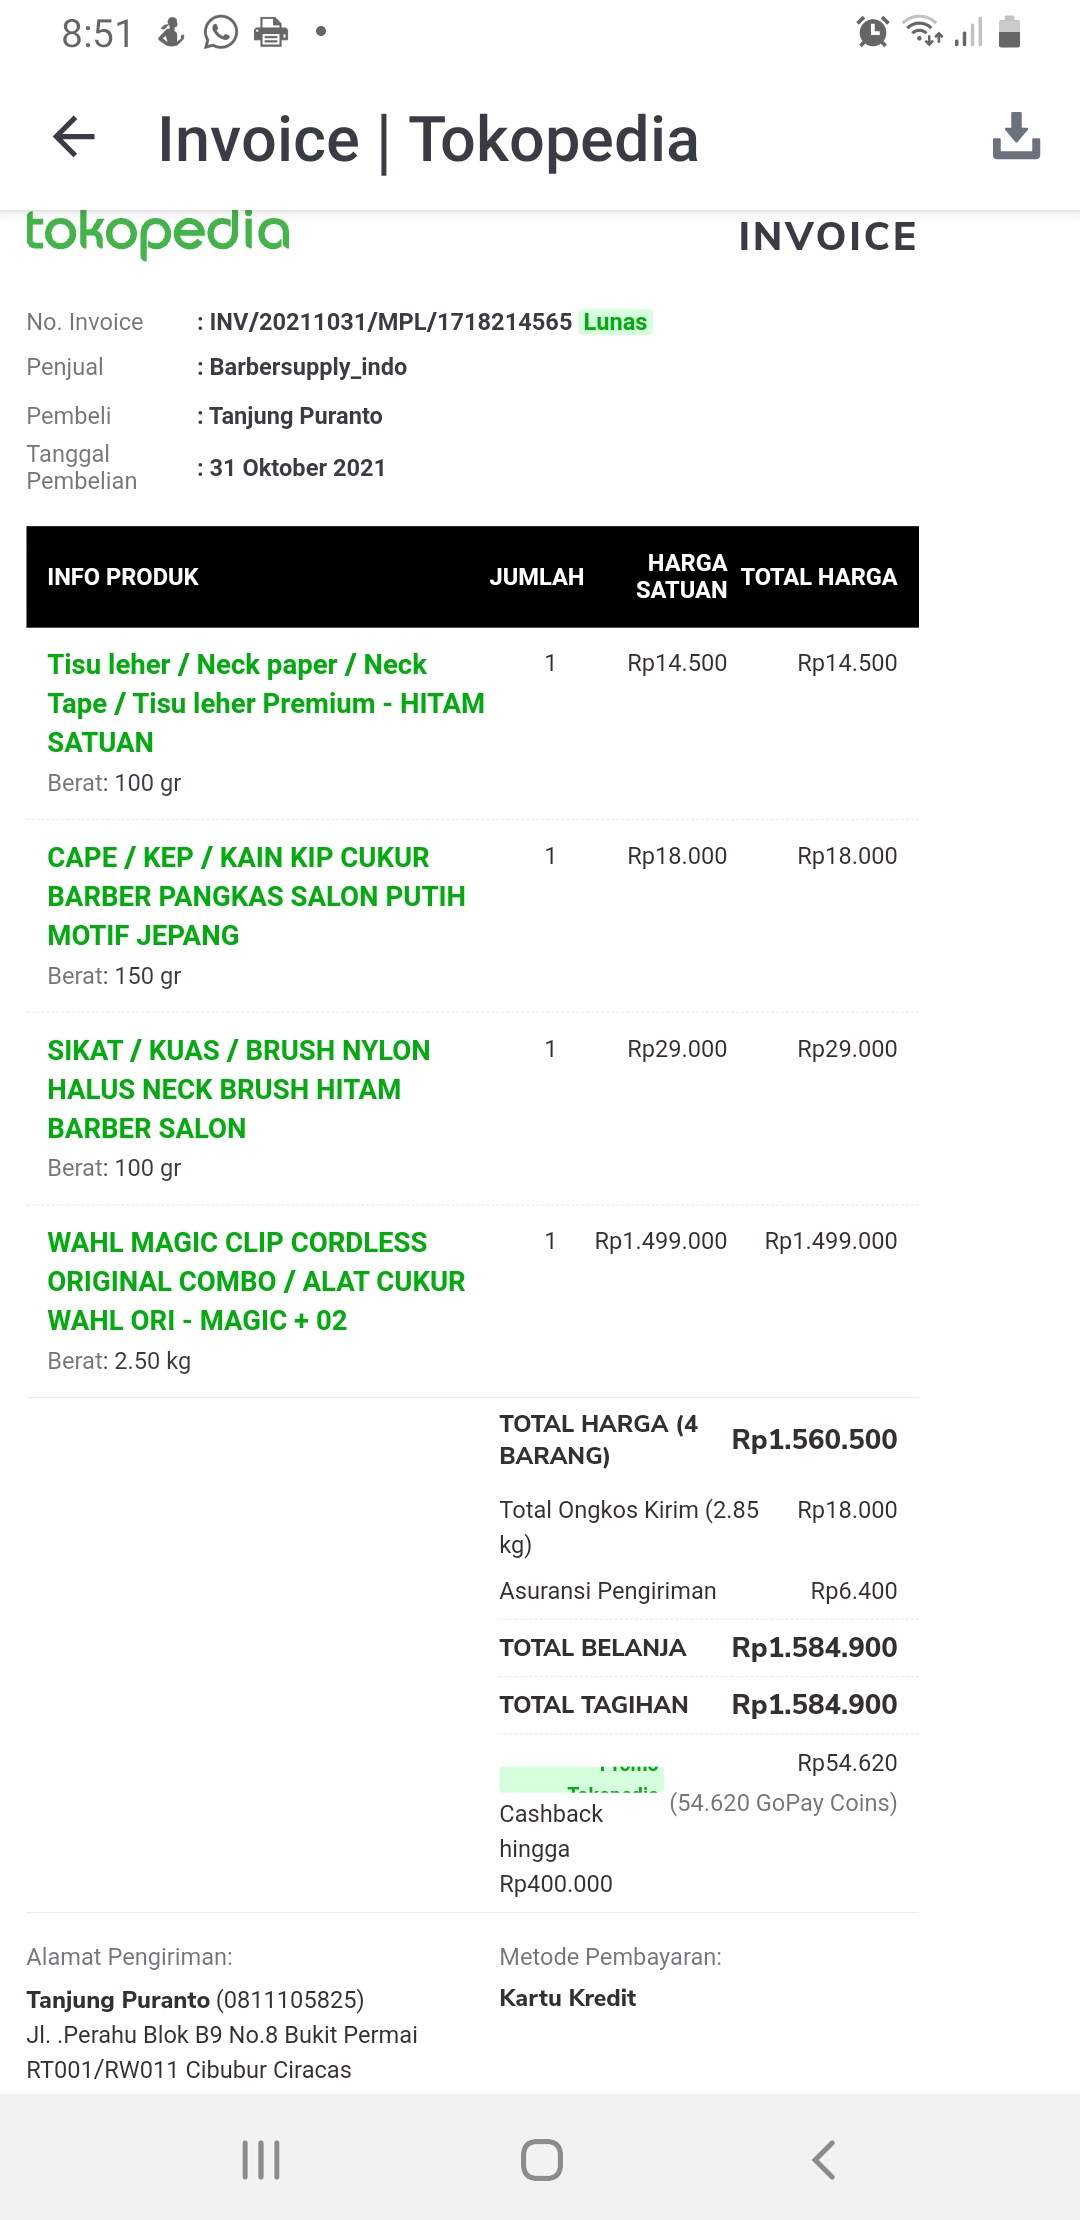 8:51
Invoice | Tokopedia
tokopedia
INVOICE
No. Invoice : INV/20211031/MPL/1718214565 Lunas
Penjual : Barbersupply_indo
Pembeli : Tanjung Puranto
Tanggal
Pembelian : 31 Oktober 2021
INFO PRODUK JUMLAH HARGA SATUAN TOTAL HARGA
Tisu leher / Neck paper / Neck 1 Rp14.500 Rp14.500
Tape / Tisu leher Premium - HITAM
SATUAN
Berat: 100 gr
CAPE / KEP / KAIN KIP CUKUR 1 Rp18.000 Rp18.000
BARBER PANGKAS SALON PUTIH
MOTIF JEPANG
Berat: 150 gr
SIKAT / KUAS / BRUSH NYLON 1 Rp29.000 Rp29.000
HALUS NECK BRUSH HITAM
BARBER SALON
Berat: 100 gr
WAHL MAGIC CLIP CORDLESS 1 Rp1.499.000 Rp1.499.000
ORIGINAL COMBO / ALAT CUKUR
WAHL ORI - MAGIC + 02
Berat: 2.50 kg
TOTAL HARGA (4
BARANG) Rp1.560.500
Total Ongkos Kirim (2.85 Rp18.000
kg)
Asuransi Pengiriman Rp6.400
TOTAL BELANJA Rp1.584.900
TOTAL TAGIHAN Rp1.584.900
Rp54.620
(54.620 GoPay Coins)
Cashback
hingga
Rp400.000
Alamat Pengiriman:
Tanjung Puranto (0811105825)
Jl. .Perahu Blok B9 No.8 Bukit Permai
RT001/RW011 Cibubur Ciracas
Metode Pembayaran:
Kartu Kredit